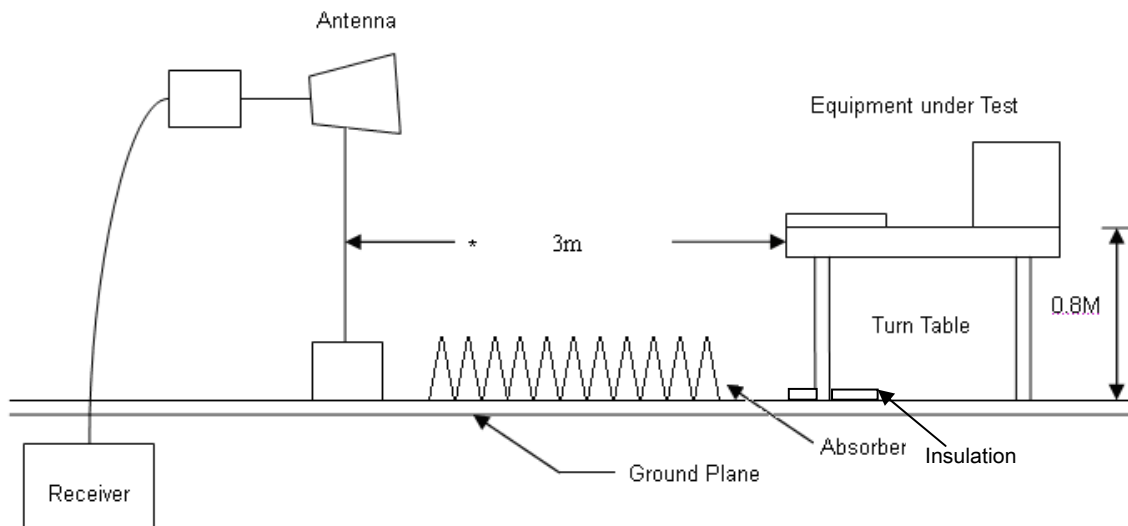 Antenna
Equipment under Test
*
3m
0.8M
Turn Table
Absorber
Insulation
Ground Plane
Receiver